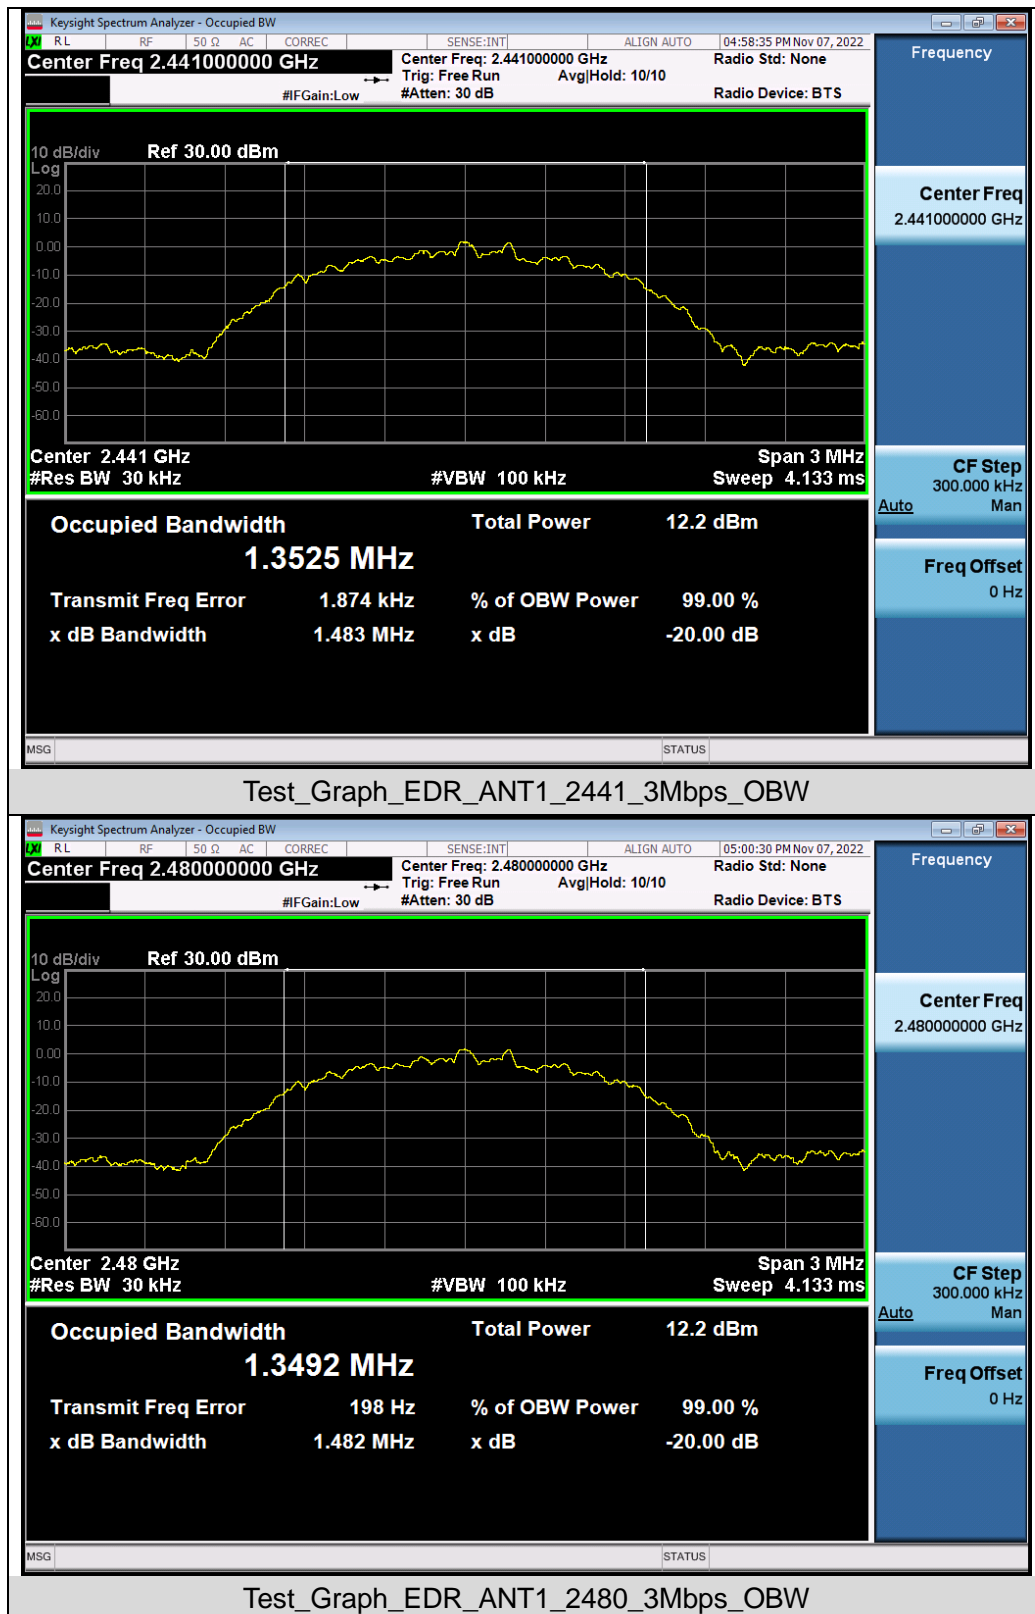 Keysight Spectrum Analyzer - Occupied BW
LXI RL RF 50 Ω AC CORREC SENSE:INT ALIGN AUTO 04:58:35 PM Nov 07, 2022
Center Freq 2.441000000 GHz Center Freq: 2.441000000 GHz Radio Std: None
Trig: Free Run Avg|Hold: 10/10
#IFGain:Low #Atten: 30 dB Radio Device: BTS
Frequency
10 dB/div Ref 30.00 dBm
Log
20.0
10.0
0.00
-10.0
-20.0
-30.0
-40.0
-50.0
-60.0
Center 2.441 GHz Span 3 MHz
#Res BW 30 kHz #VBW 100 kHz Sweep 4.133 ms
Center Freq
2.441000000 GHz
CF Step
300.000 kHz
Auto Man
Freq Offset
0 Hz
Occupied Bandwidth Total Power 12.2 dBm
1.3525 MHz
Transmit Freq Error 1.874 kHz % of OBW Power 99.00 %
x dB Bandwidth 1.483 MHz x dB -20.00 dB
MSG STATUS
Test_Graph_EDR_ANT1_2441_3Mbps_OBW
Keysight Spectrum Analyzer - Occupied BW
LXI RL RF 50 Ω AC CORREC SENSE:INT ALIGN AUTO 05:00:30 PM Nov 07, 2022
Center Freq 2.480000000 GHz Center Freq: 2.480000000 GHz Radio Std: None
Trig: Free Run Avg|Hold: 10/10
#IFGain:Low #Atten: 30 dB Radio Device: BTS
Frequency
10 dB/div Ref 30.00 dBm
Log
20.0
10.0
0.00
-10.0
-20.0
-30.0
-40.0
-50.0
-60.0
Center 2.48 GHz Span 3 MHz
#Res BW 30 kHz #VBW 100 kHz Sweep 4.133 ms
Center Freq
2.480000000 GHz
CF Step
300.000 kHz
Auto Man
Freq Offset
0 Hz
Occupied Bandwidth Total Power 12.2 dBm
1.3492 MHz
Transmit Freq Error 198 Hz % of OBW Power 99.00 %
x dB Bandwidth 1.482 MHz x dB -20.00 dB
MSG STATUS
Test_Graph_EDR_ANT1_2480_3Mbps_OBW